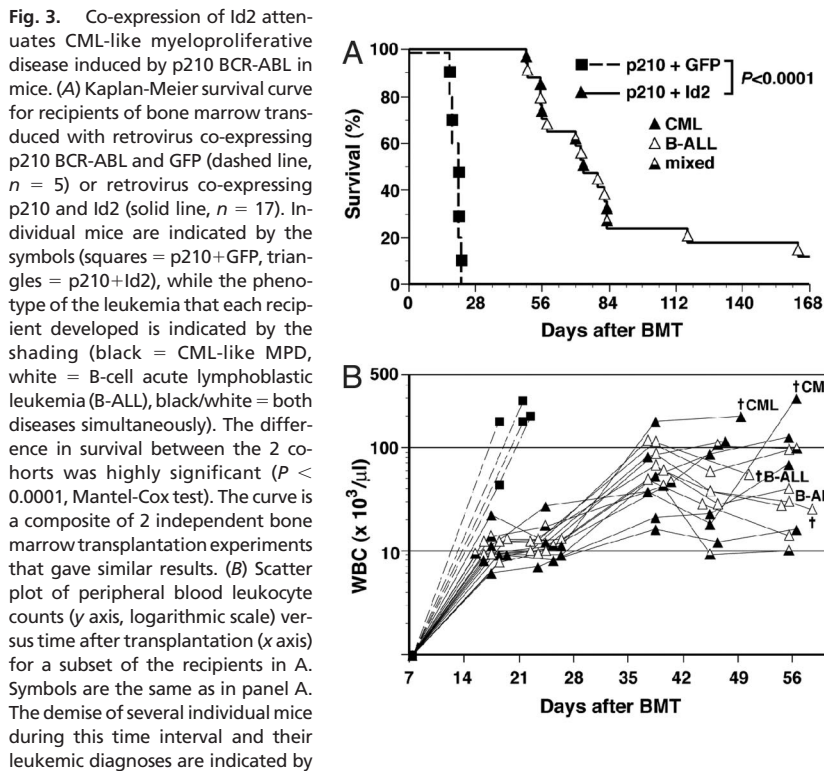 Fig. 3. Co-expression of Id2 atten-
uates CML-like myeloproliferative
disease induced by p210 BCR-ABL in
mice. (A) Kaplan-Meier survival curve
for recipients of bone marrow trans-
duced with retrovirus co-expressing
p210 BCR-ABL and GFP (dashed line,
n = 5) or retrovirus co-expressing
p210 and Id2 (solid line, n = 17). In-
dividual mice are indicated by the
symbols (squares = p210+GFP, trian-
gles = p210+Id2), while the pheno-
type of the leukemia that each recip-
ient developed is indicated by the
shading (black = CML-like MPD,
white = B-cell acute lymphoblastic
leukemia (B-ALL), black/white = both
diseases simultaneously). The differ-
ence in survival between the 2 co-
horts was highly significant (P <
0.0001, Mantel-Cox test). The curve is
a composite of 2 independent bone
marrow transplantation experiments
that gave similar results. (B) Scatter
plot of peripheral blood leukocyte
counts (y axis, logarithmic scale) ver-
sus time after transplantation (x axis)
for a subset of the recipients in A.
Symbols are the same as in panel A.
The demise of several individual mice
during this time interval and their
leukemic diagnoses are indicated by
A
Survival (%)
100
80
60
40
20
0
p210 + GFP
p210 + Id2
P<0.0001
CML
B-ALL
mixed
0 28 56 84 112 140 168
Days after BMT
B
WBC (x 10³/µl)
500
100
10
†CML
†CM
†B-ALL
B-AL
†
7 14 21 28 35 42 49 56
Days after BMT